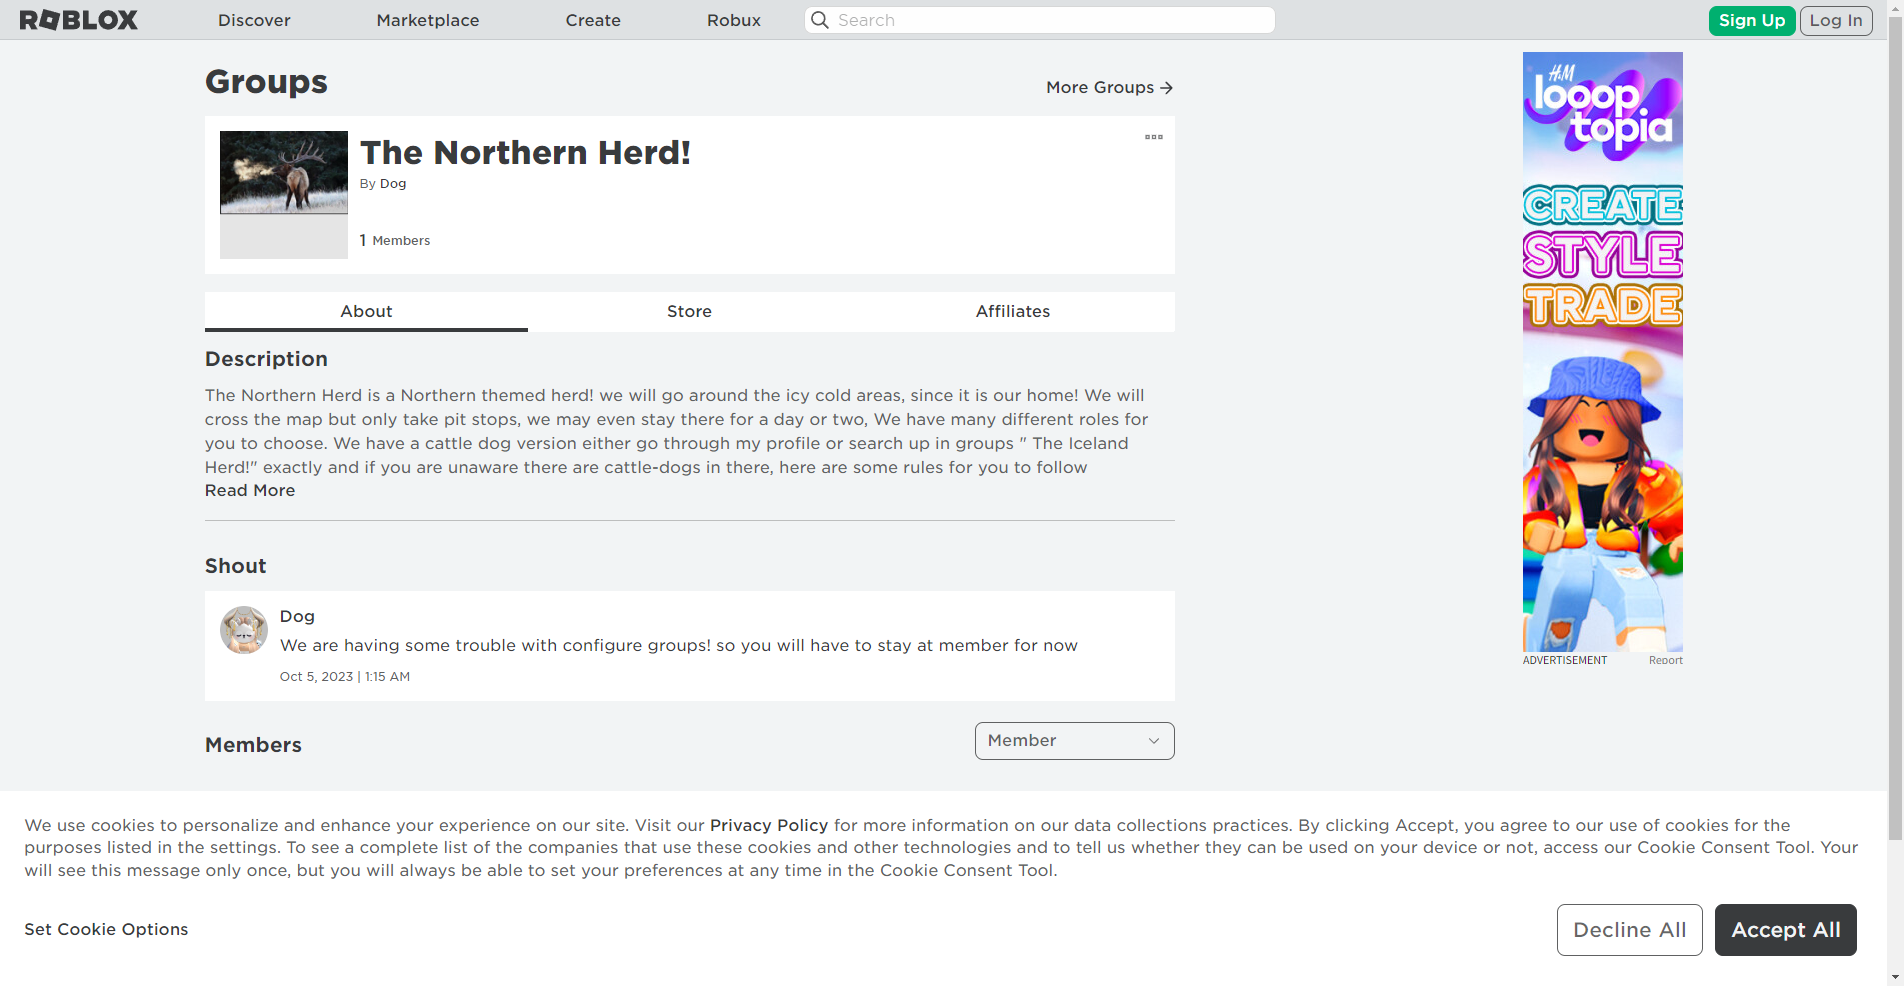 ROBLOX
Discover
Marketplace
Create
Robux
Search
Sign Up
Log In
Groups
More Groups
The Northern Herd!
By Dog
1 Members
About
Store
Affiliates
Description
The Northern Herd is a Northern themed herd! we will go around the icy cold areas, since it is our home! We will
cross the map but only take pit stops, we may even stay there for a day or two, We have many different roles for
you to choose. We have a cattle dog version either go through my profile or search up in groups " The Iceland
Herd!" exactly and if you are unaware there are cattle-dogs in there, here are some rules for you to follow
Read More
Shout
Dog
We are having some trouble with configure groups! so you will have to stay at member for now
Oct 5, 2023 | 1:15 AM
Members
Member
H&M
looop
topia
CREATE
STYLE
TRADE
ADVERTISEMENT
Report
We use cookies to personalize and enhance your experience on our site. Visit our Privacy Policy for more information on our data collections practices. By clicking Accept, you agree to our use of cookies for the
purposes listed in the settings. To see a complete list of the companies that use these cookies and other technologies and to tell us whether they can be used on your device or not, access our Cookie Consent Tool. Your
will see this message only once, but you will always be able to set your preferences at any time in the Cookie Consent Tool.
Set Cookie Options
Decline All
Accept All